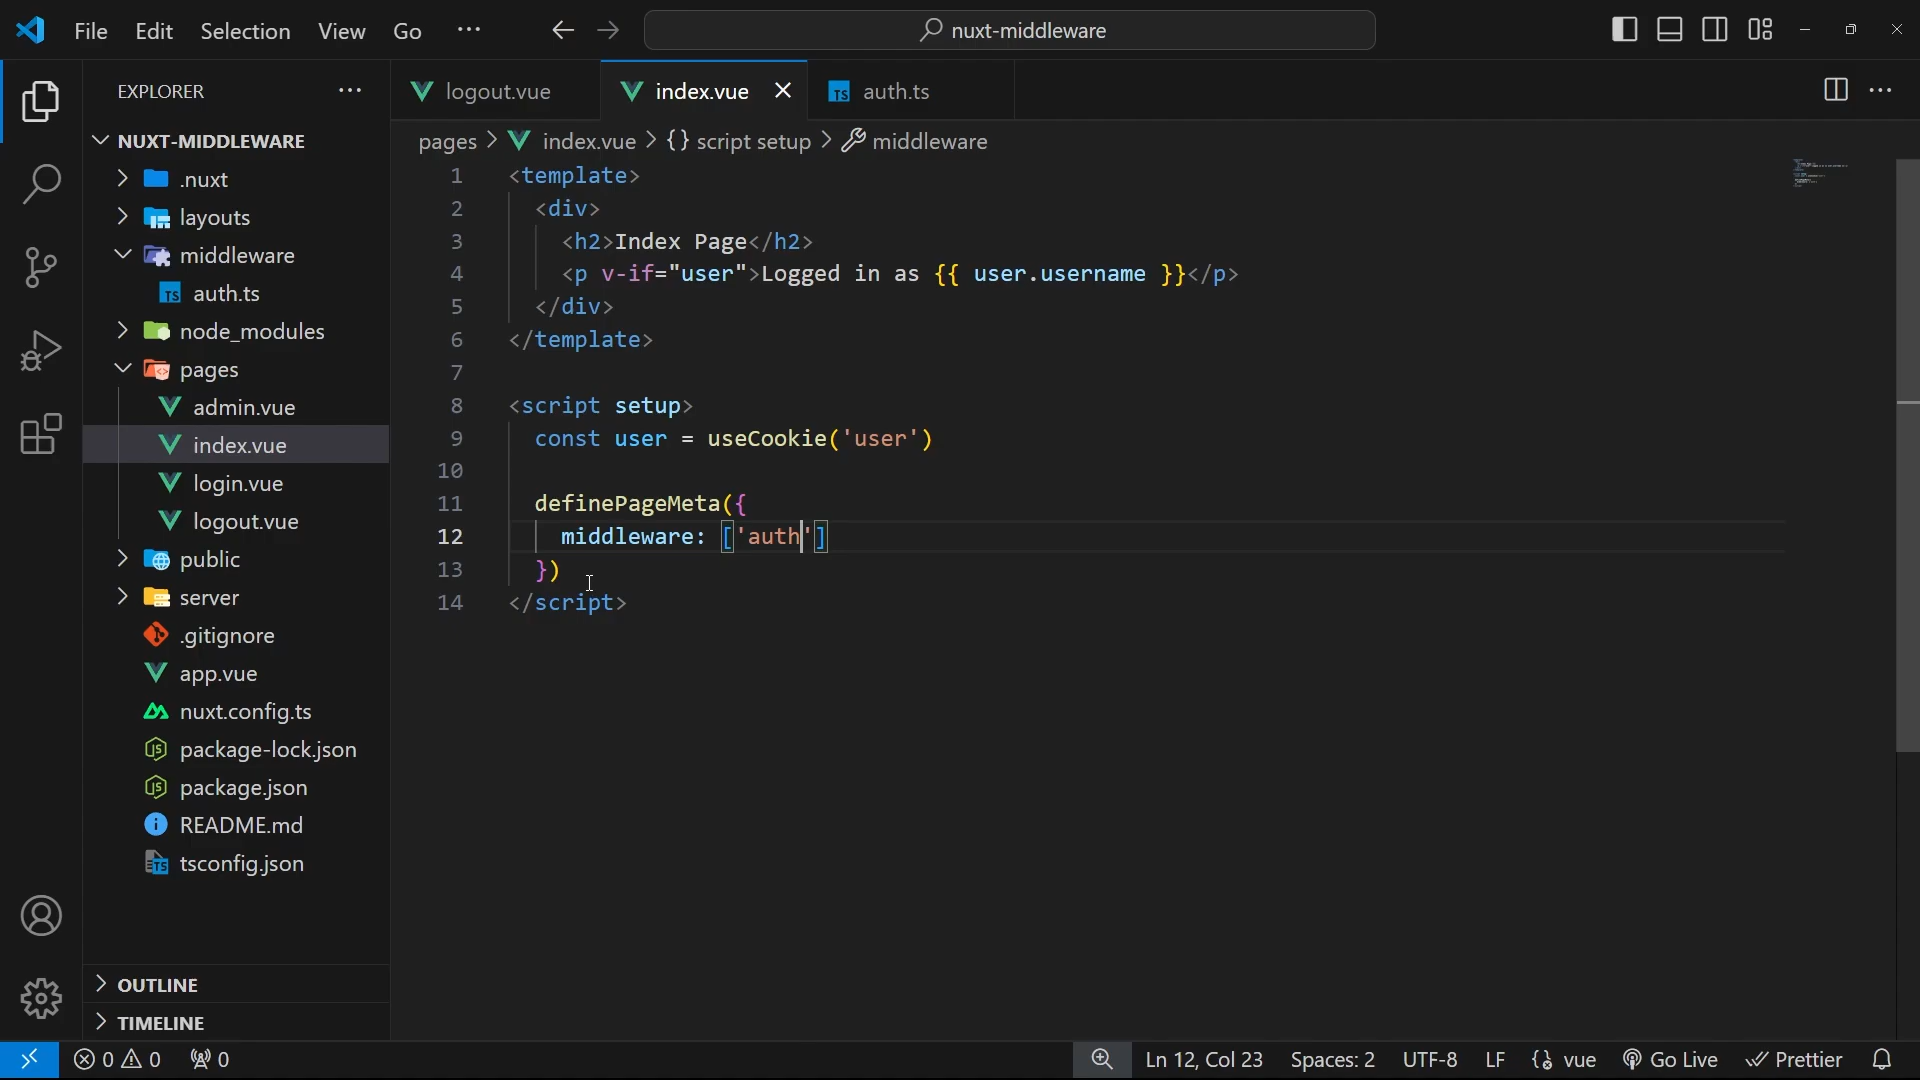 File Edit Selection View Go ··· nuxt-middleware
EXPLORER ···
NUXT-MIDDLEWARE
.nuxt
layouts
middleware
TS auth.ts
node_modules
pages
admin.vue
index.vue
login.vue
logout.vue
public
server
.gitignore
app.vue
nuxt.config.ts
package-lock.json
package.json
README.md
tsconfig.json
OUTLINE
TIMELINE
logout.vue index.vue TS auth.ts
pages > index.vue > {} script setup > middleware
1 <template>
2 <div>
3 <h2>Index Page</h2>
4 <p v-if="user">Logged in as {{ user.username }}</p>
5 </div>
6 </template>
7
8 <script setup>
9 const user = useCookie('user')
10
11 definePageMeta({
12 middleware: ['auth']
13 })
14 </script>
0 0 0 Ln 12, Col 23 Spaces: 2 UTF-8 LF vue Go Live Prettier